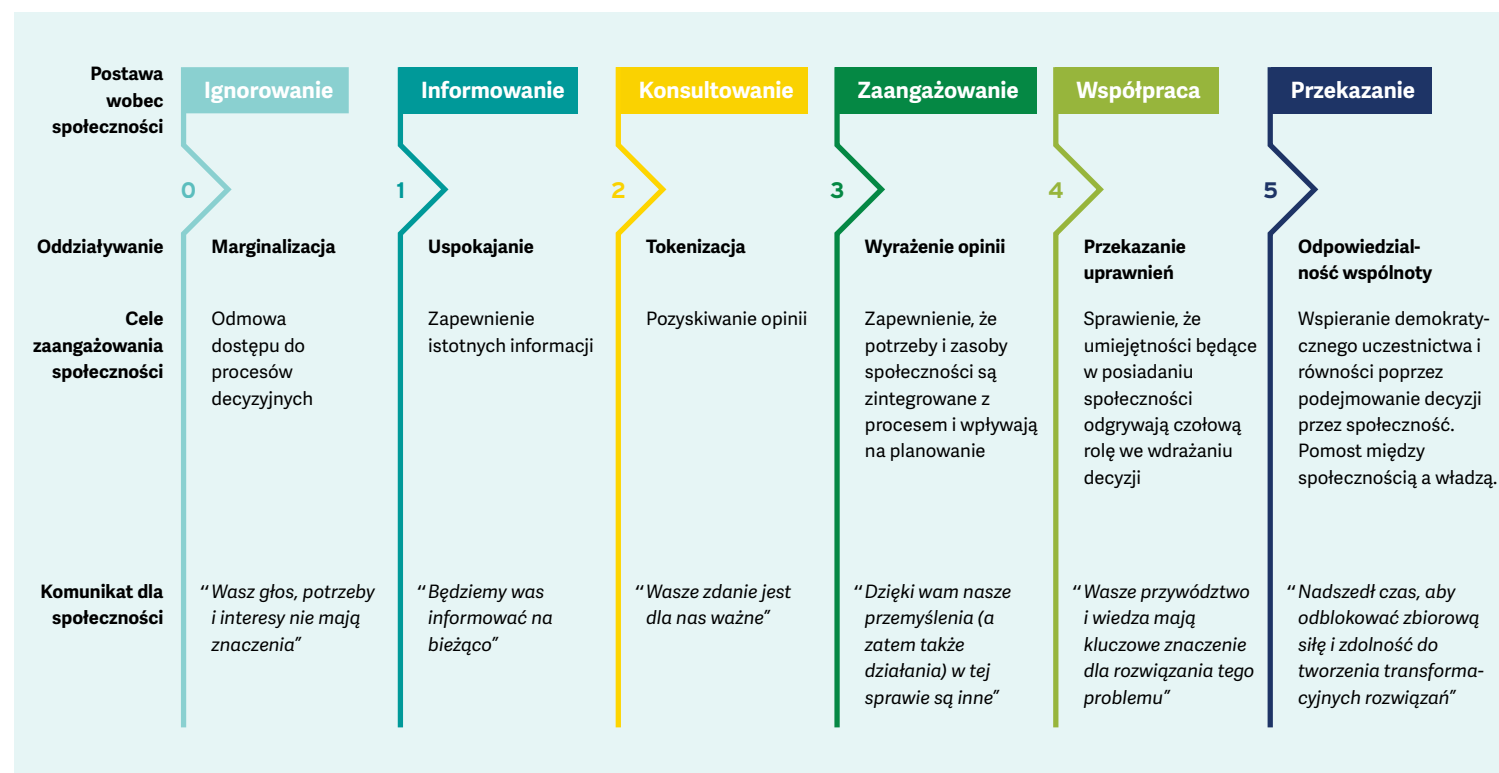 Postawa
wobec
społeczności
Ignorowanie
Informowanie
Konsultowanie
Zaangażowanie
Współpraca
Przekazanie
0
1
2
3
4
5
Oddziaływanie
Marginalizacja
Uspokajanie
Tokenizacja
Wyrażenie opinii
Przekazanie
uprawnień
Odpowiedzial-
ność wspólnoty
Cele
zaangażowania
społeczności
Odmowa
dostępu do
procesów
decyzyjnych
Zapewnienie
istotnych informacji
Pozyskiwanie opinii
Zapewnienie, że
potrzeby i zasoby
społeczności są
zintegrowane z
procesem i wpływają
na planowanie
Sprawienie, że
umiejętności będące
w posiadaniu
społeczności
odgrywają czołową
rolę we wdrażaniu
decyzji
Wspieranie demokraty-
cznego uczestnictwa i
równości poprzez
podejmowanie decyzji
przez społeczność.
Pomost między
społecznością a władzą.
Komunikat dla
społeczności
“Wasz głos, potrzeby
i interesy nie mają
znaczenia”
“Będziemy was
informować na
bieżąco”
“Wasze zdanie jest
dla nas ważne”
“Dzięki wam nasze
przemyślenia (a
zatem także
działania) w tej
sprawie są inne”
“Wasze przywództwo
i wiedza mają
kluczowe znaczenie
dla rozwiązania tego
problemu”
“Nadszedł czas, aby
odblokować zbiorową
siłę i zdolność do
tworzenia transforma-
cyjnych rozwiązań”